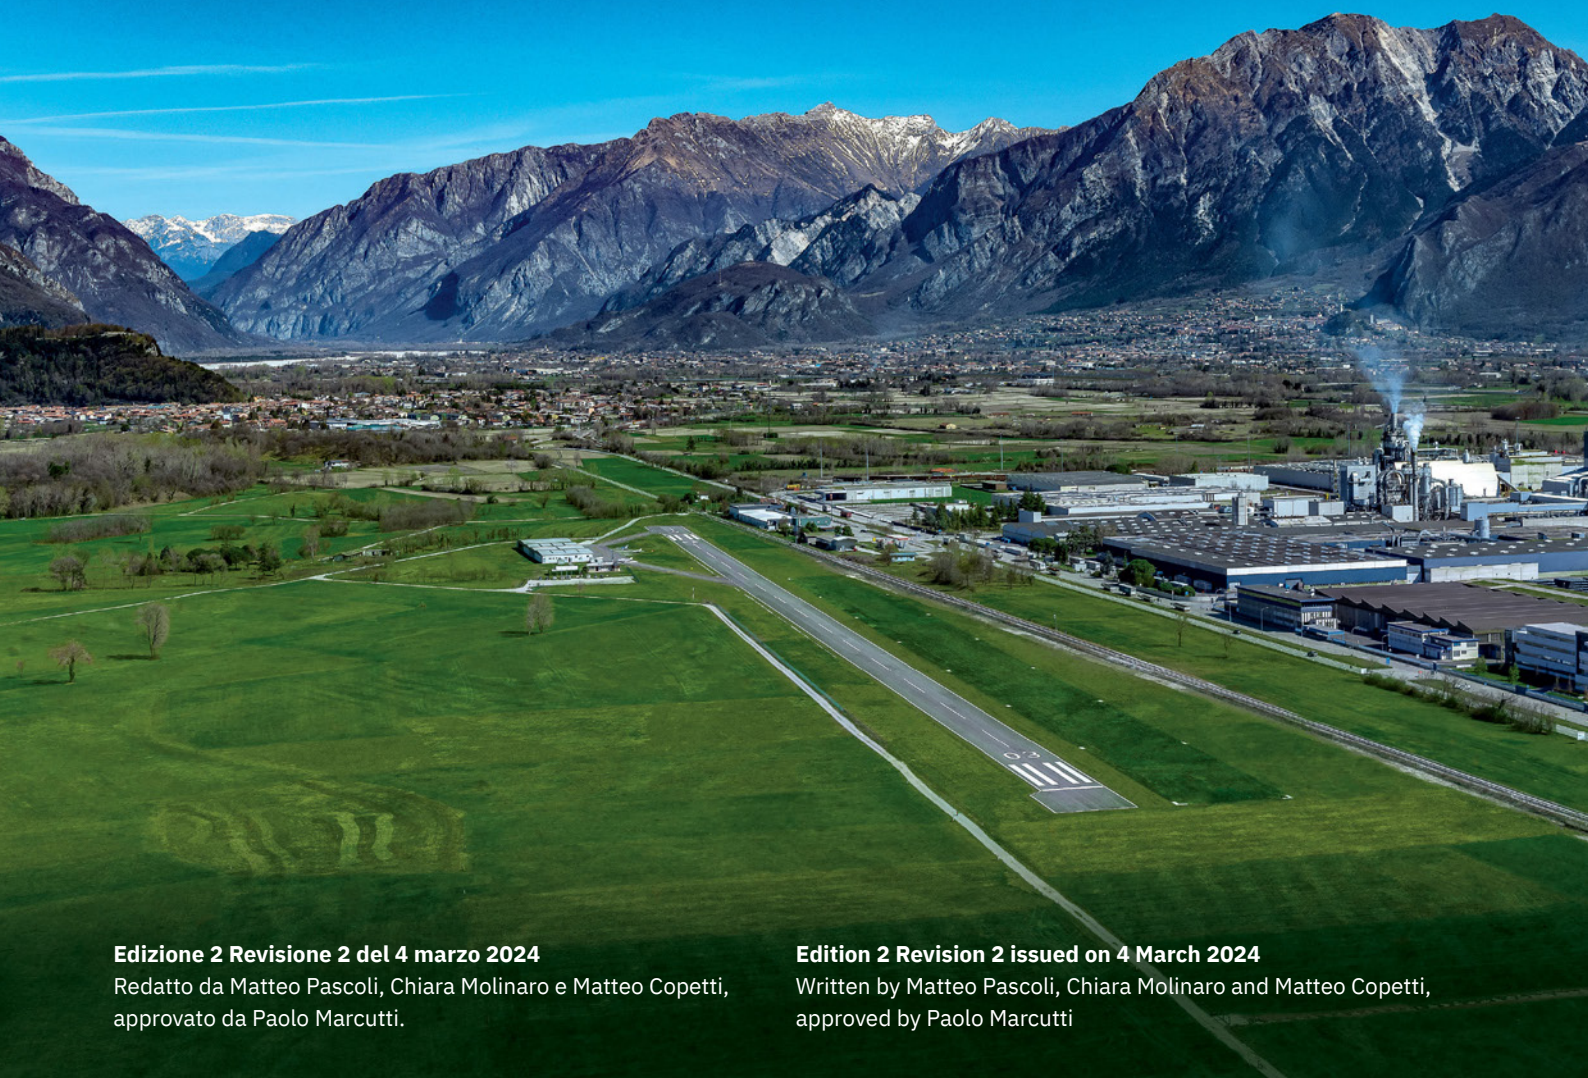 03
Edizione 2 Revisione 2 del 4 marzo 2024
Redatto da Matteo Pascoli, Chiara Molinaro e Matteo Copetti,
approvato da Paolo Marcutti.
Edition 2 Revision 2 issued on 4 March 2024
Written by Matteo Pascoli, Chiara Molinaro and Matteo Copetti,
approved by Paolo Marcutti